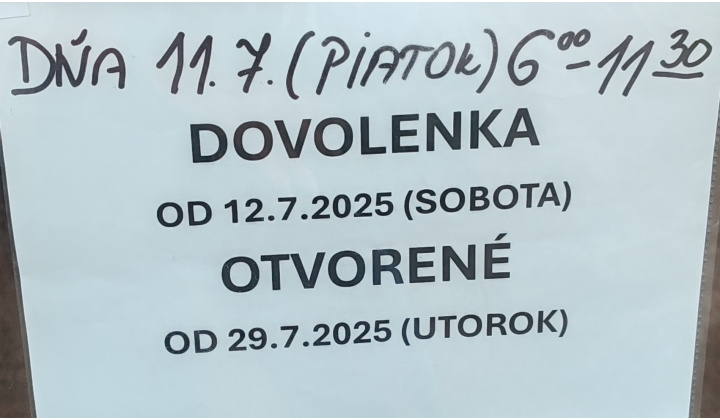 DŇA 11.7. (PIATOK) 6⁰⁰-11³⁰
DOVOLENKA
OD 12.7.2025 (SOBOTA)
OTVORENÉ
OD 29.7.2025 (UTOROK)